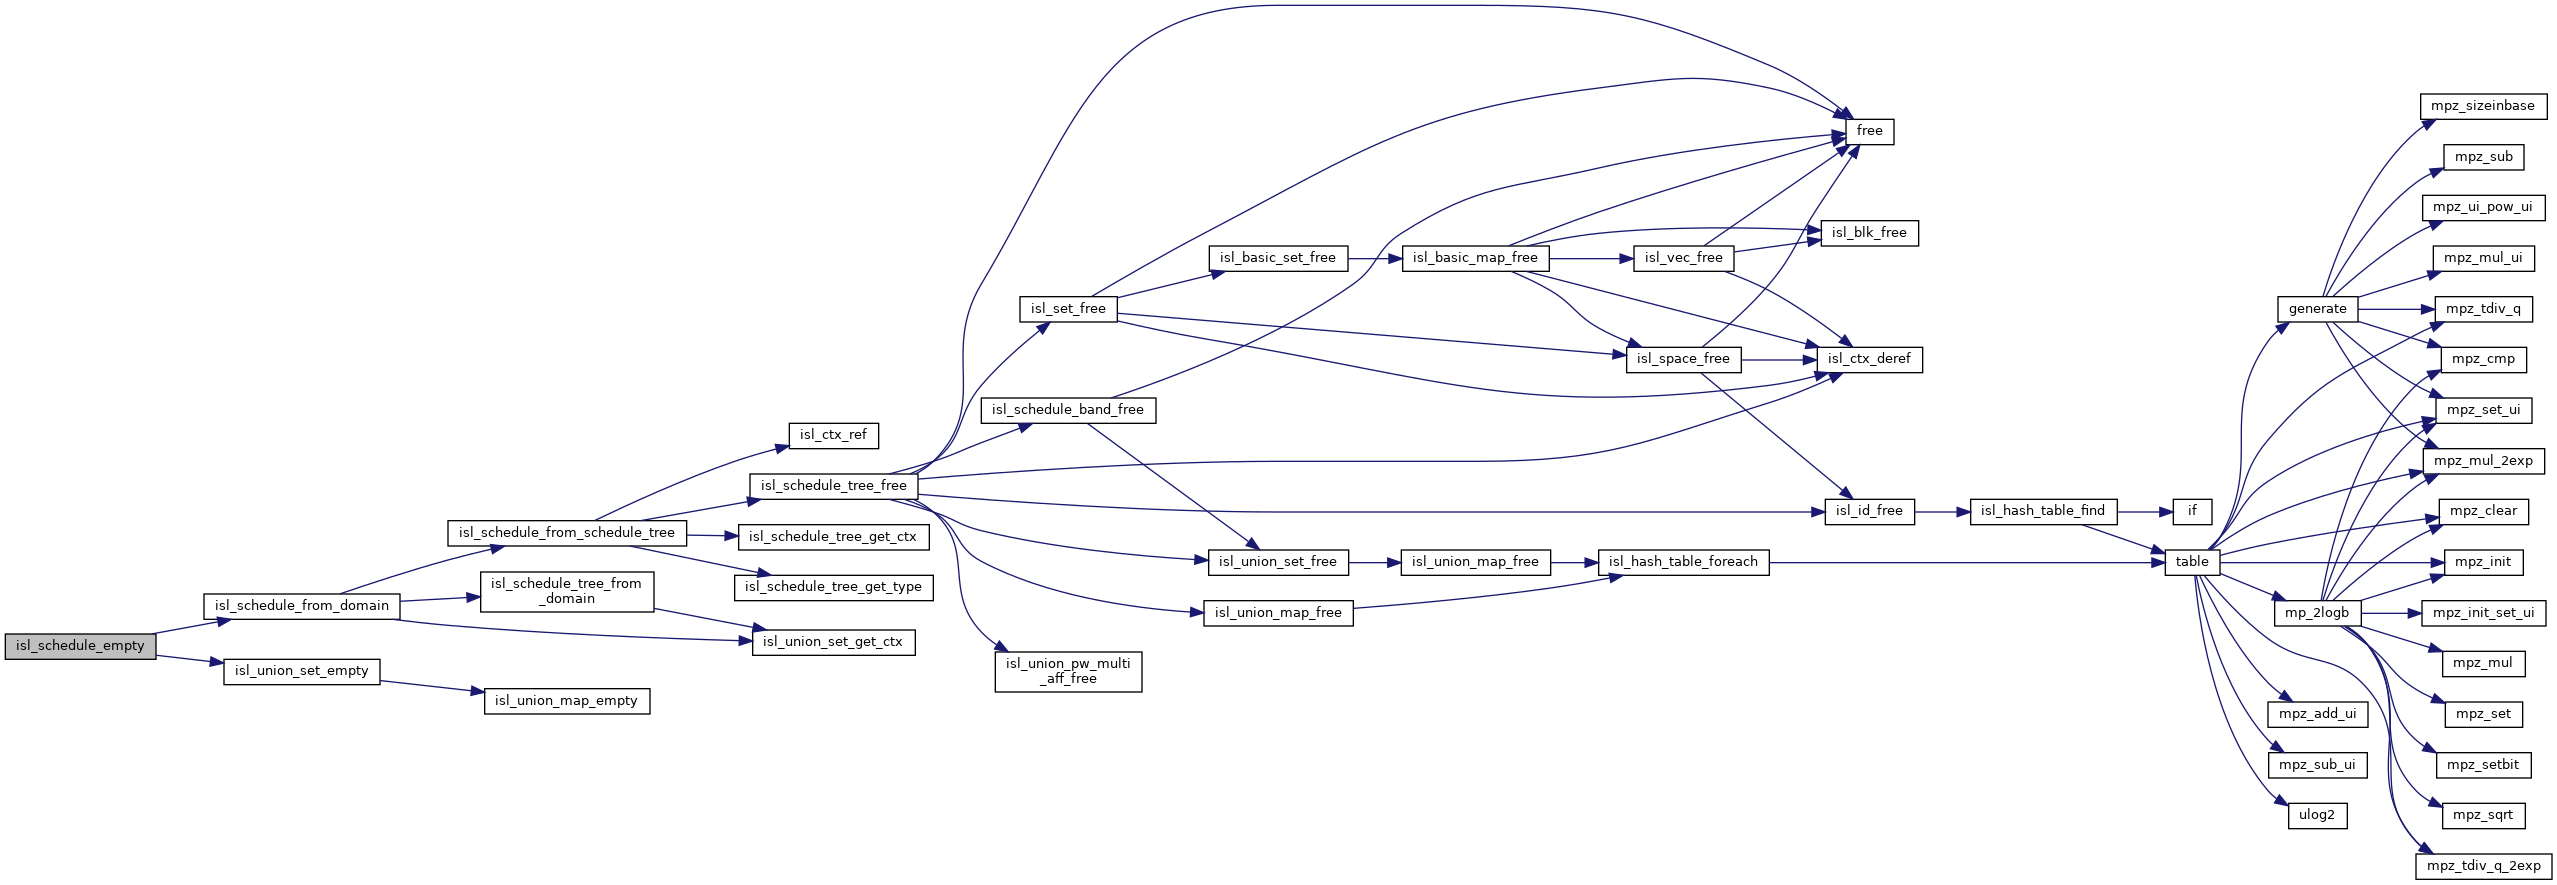 isl_schedule_empty
isl_schedule_from_domain
isl_union_set_empty
isl_schedule_from_schedule_tree
isl_schedule_tree_from
_domain
isl_union_map_empty
isl_ctx_ref
isl_schedule_tree_free
isl_schedule_tree_get_ctx
isl_schedule_tree_get_type
isl_union_set_get_ctx
isl_set_free
isl_schedule_band_free
isl_union_set_free
isl_union_map_free
isl_union_pw_multi
_aff_free
isl_basic_set_free
isl_basic_map_free
isl_union_map_free
isl_vec_free
isl_space_free
isl_hash_table_foreach
free
isl_blk_free
isl_ctx_deref
isl_id_free
isl_hash_table_find
if
table
generate
mp_2logb
mpz_add_ui
mpz_sub_ui
ulog2
mpz_sizeinbase
mpz_sub
mpz_ui_pow_ui
mpz_mul_ui
mpz_tdiv_q
mpz_cmp
mpz_set_ui
mpz_mul_2exp
mpz_clear
mpz_init
mpz_init_set_ui
mpz_mul
mpz_set
mpz_setbit
mpz_sqrt
mpz_tdiv_q_2exp